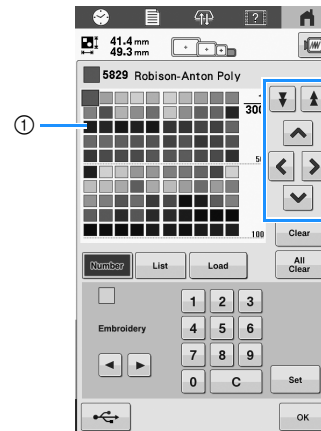 41.4 mm
49.3 mm
5829 Robison-Anton Poly
①
300
50
100
Clear
Number
List
Load
All
Clear
1 2 3
Embroidery
4 5 6
7 8 9
0 C
Set
OK